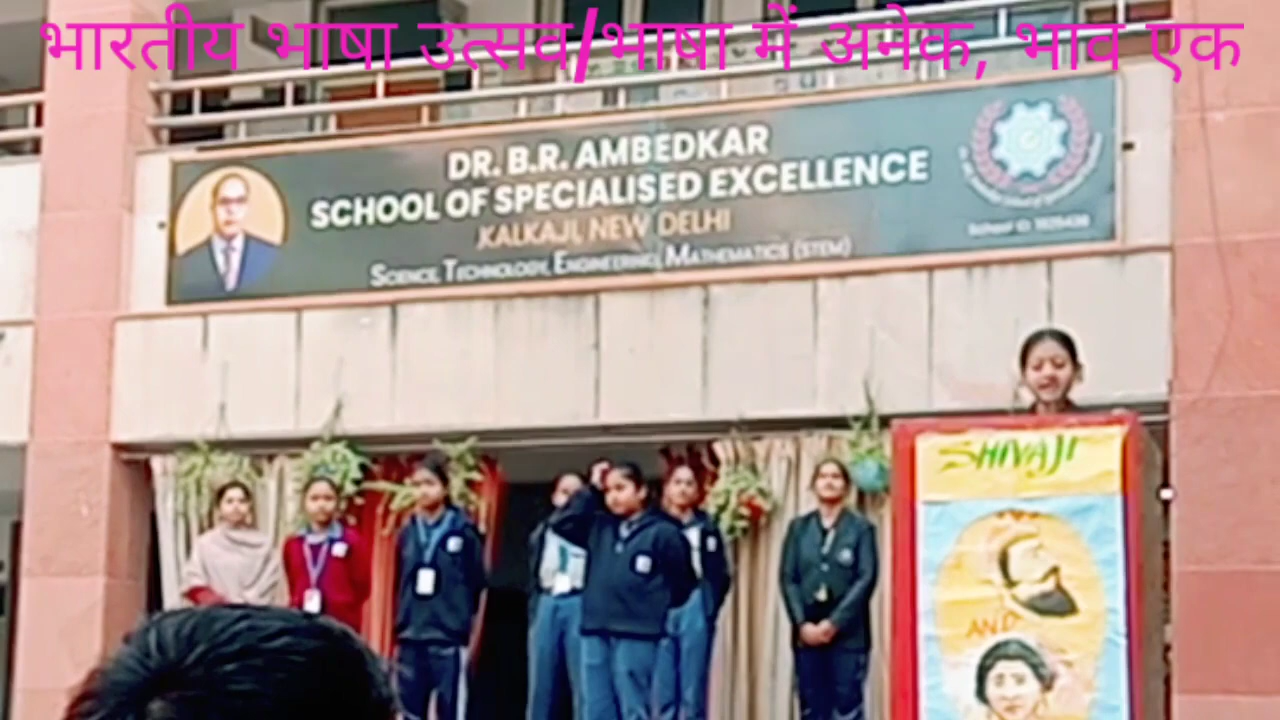 भारतीय भाषा उत्सव/भाषा में अनेक, भाव एक
DR. B.R. AMBEDKAR
SCHOOL OF SPECIALISED EXCELLENCE
KALKAJI, NEW DELHI
SCIENCE, TECHNOLOGY, ENGINEERING, MATHEMATICS (STEM)
SHIVAJI
AND